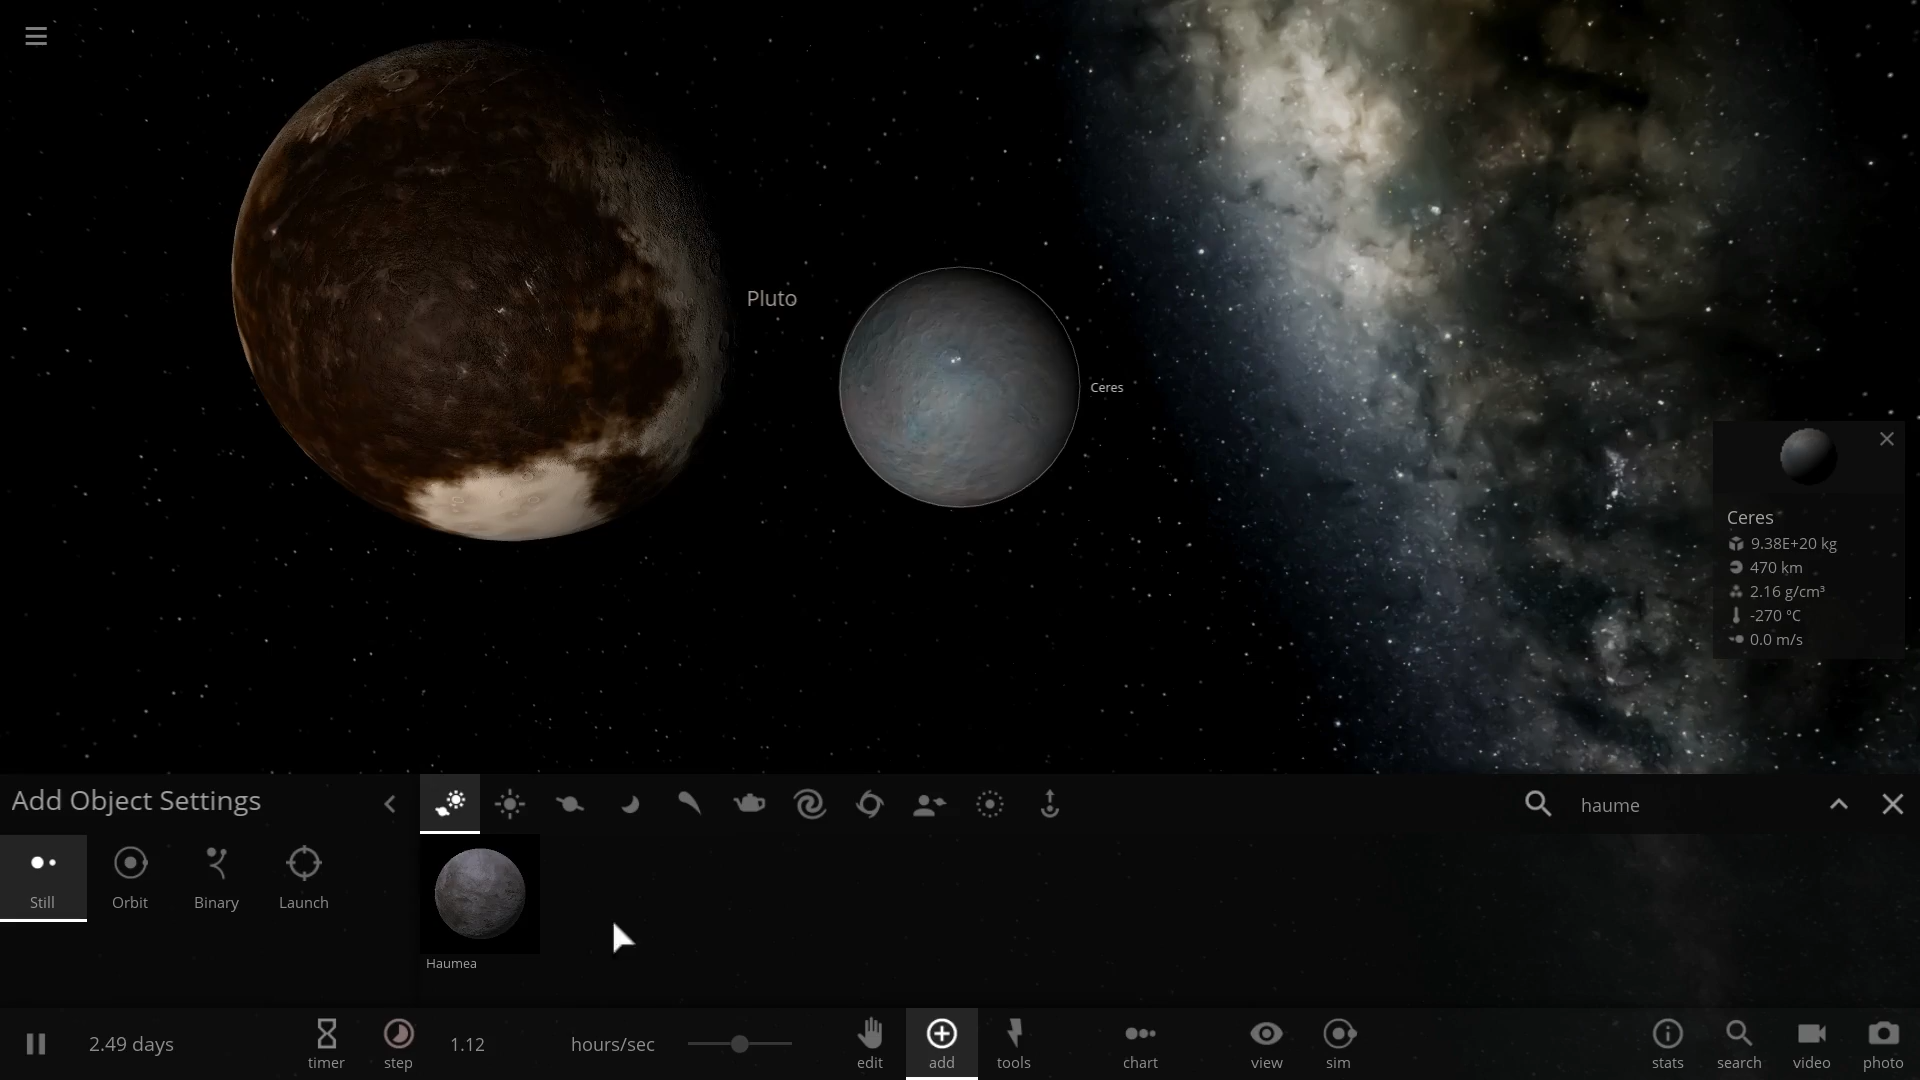 Pluto
Ceres
Ceres
9.38E+20 kg
470 km
2.16 g/cm³
-270 °C
0.0 m/s
Add Object Settings
haume
Still
Orbit
Binary
Launch
Haumea
2.49 days
timer
step
1.12
hours/sec
edit
add
tools
chart
view
sim
stats
search
video
photo